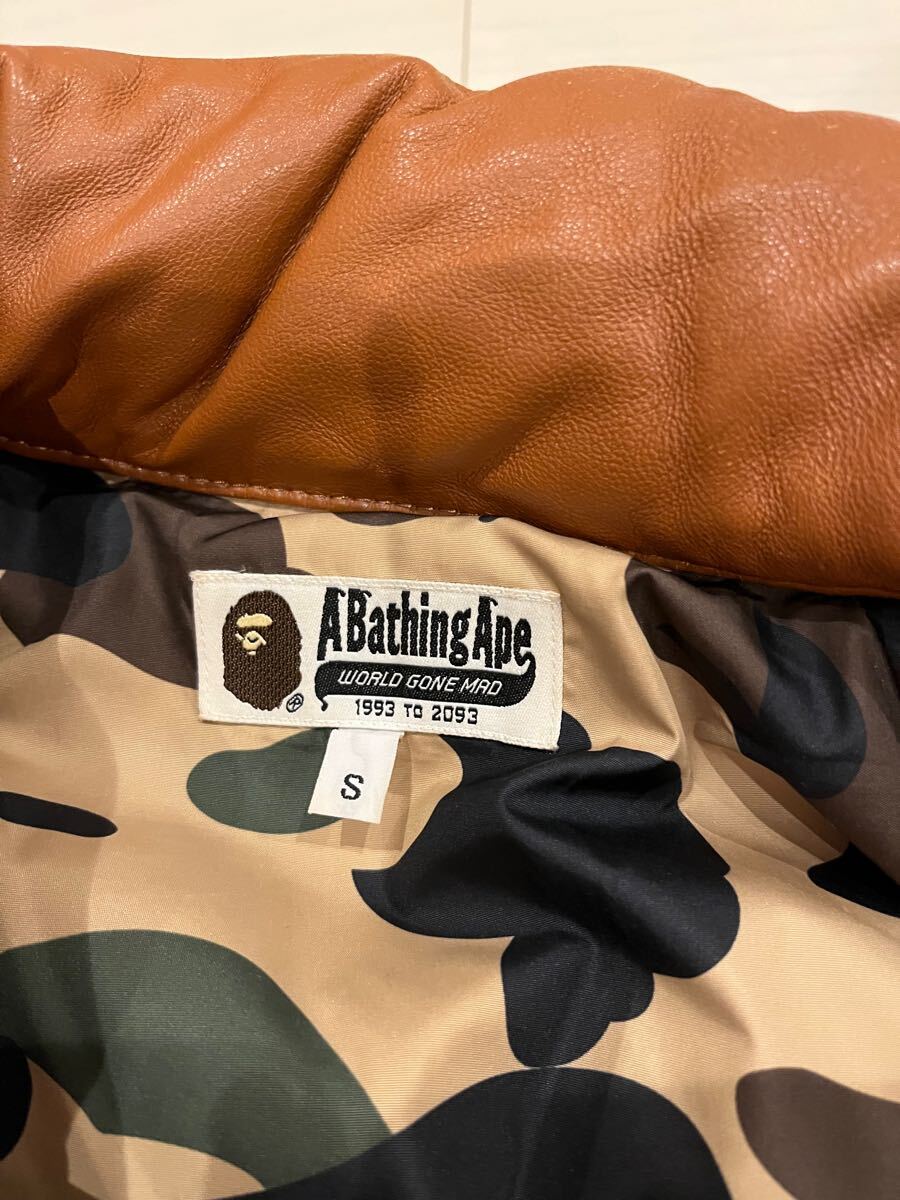 A Bathing Ape
WORLD GONE MAD
1993 TO 2093
S